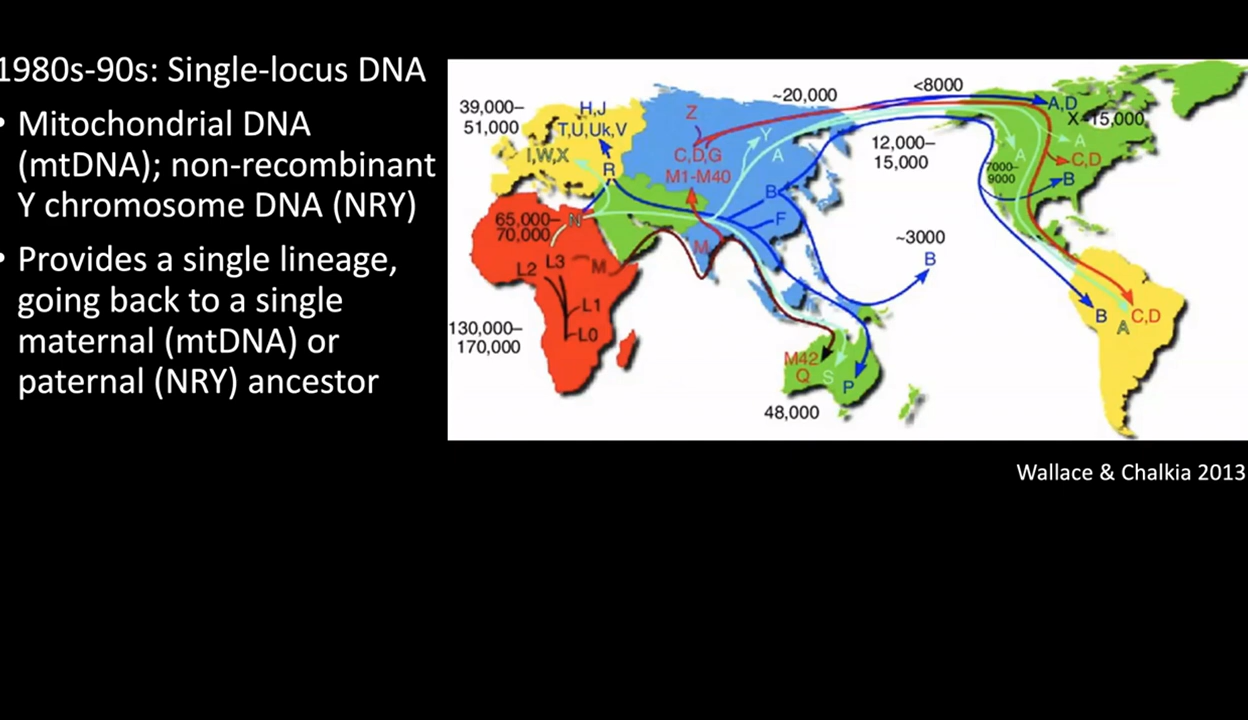 1980s-90s: Single-locus DNA
• Mitochondrial DNA
(mtDNA); non-recombinant
Y chromosome DNA (NRY)
• Provides a single lineage,
going back to a single
maternal (mtDNA) or
paternal (NRY) ancestor
39,000–
51,000
H,J
T,U,Uk,V
I,W,X
R
65,000–
70,000
N
L3
M
L2
L1
L0
130,000–
170,000
Z
C,D,G
M1-M40
Y
A
B
F
M
~20,000
<8000
12,000–
15,000
~3000
B
M42
Q
S
P
48,000
A,D
X~15,000
A
A
C,D
B
7000–
9000
B
A
C,D
Wallace & Chalkia 2013